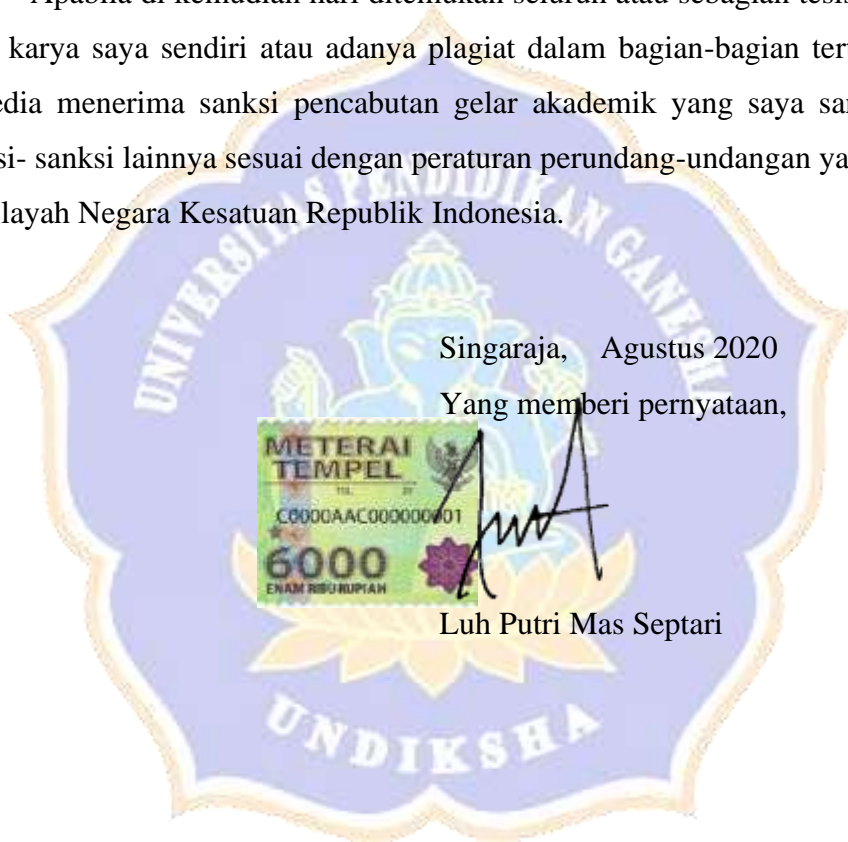 Apabila di kemudian hari ditemukan seluruh atau sebagian tesis
karya saya sendiri atau adanya plagiat dalam bagian-bagian
edia menerima sanksi pencabutan gelar akademik yang saya
si- sanksi lainnya sesuai dengan peraturan perundang-undangan
layah Negara Kesatuan Republik Indonesia.
UNIVERSITAS PENDIDIKAN GANESHA
Singaraja, Agustus 2020
Yang memberi pernyataan,
METERAI
TEMPEL
C0000AAC000000001
6000
ENAM RIBU RUPIAH
Luh Putri Mas Septari
UNDIKSHA